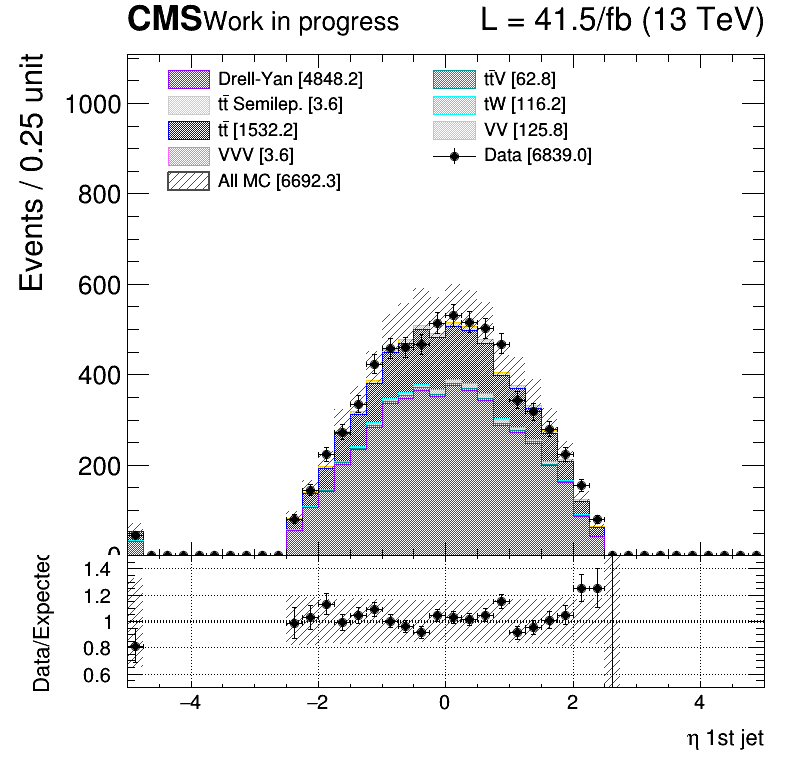 CMS Work in progress L = 41.5/fb (13 TeV)
Drell-Yan [4848.2]
tt̄ Semilep. [3.6]
tt̄ [1532.2]
VVV [3.6]
All MC [6692.3]
tt̄V [62.8]
tW [116.2]
VV [125.8]
Data [6839.0]
Events / 0.25 unit
1000
800
600
400
200
0
Data/Expected
1.4
1.2
1
0.8
0.6
−4 −2 0 2 4
η 1st jet